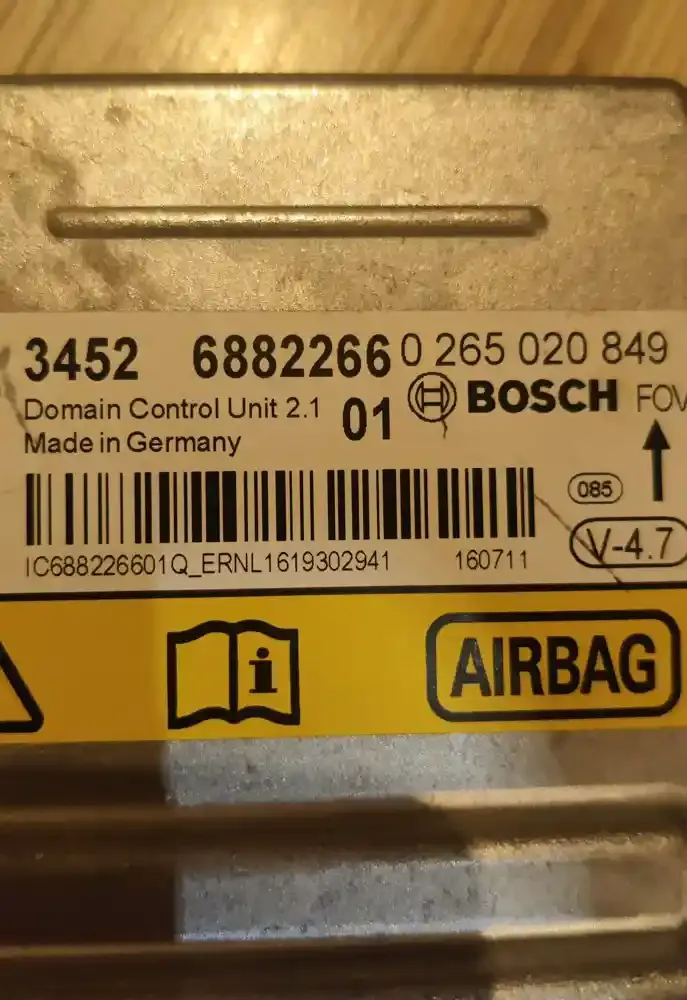 3452 6882266 0 265 020 849
Domain Control Unit 2.1 01 BOSCH FOV
Made in Germany
085
V-4.7
IC688226601Q_ERNL1619302941 160711
i
AIRBAG